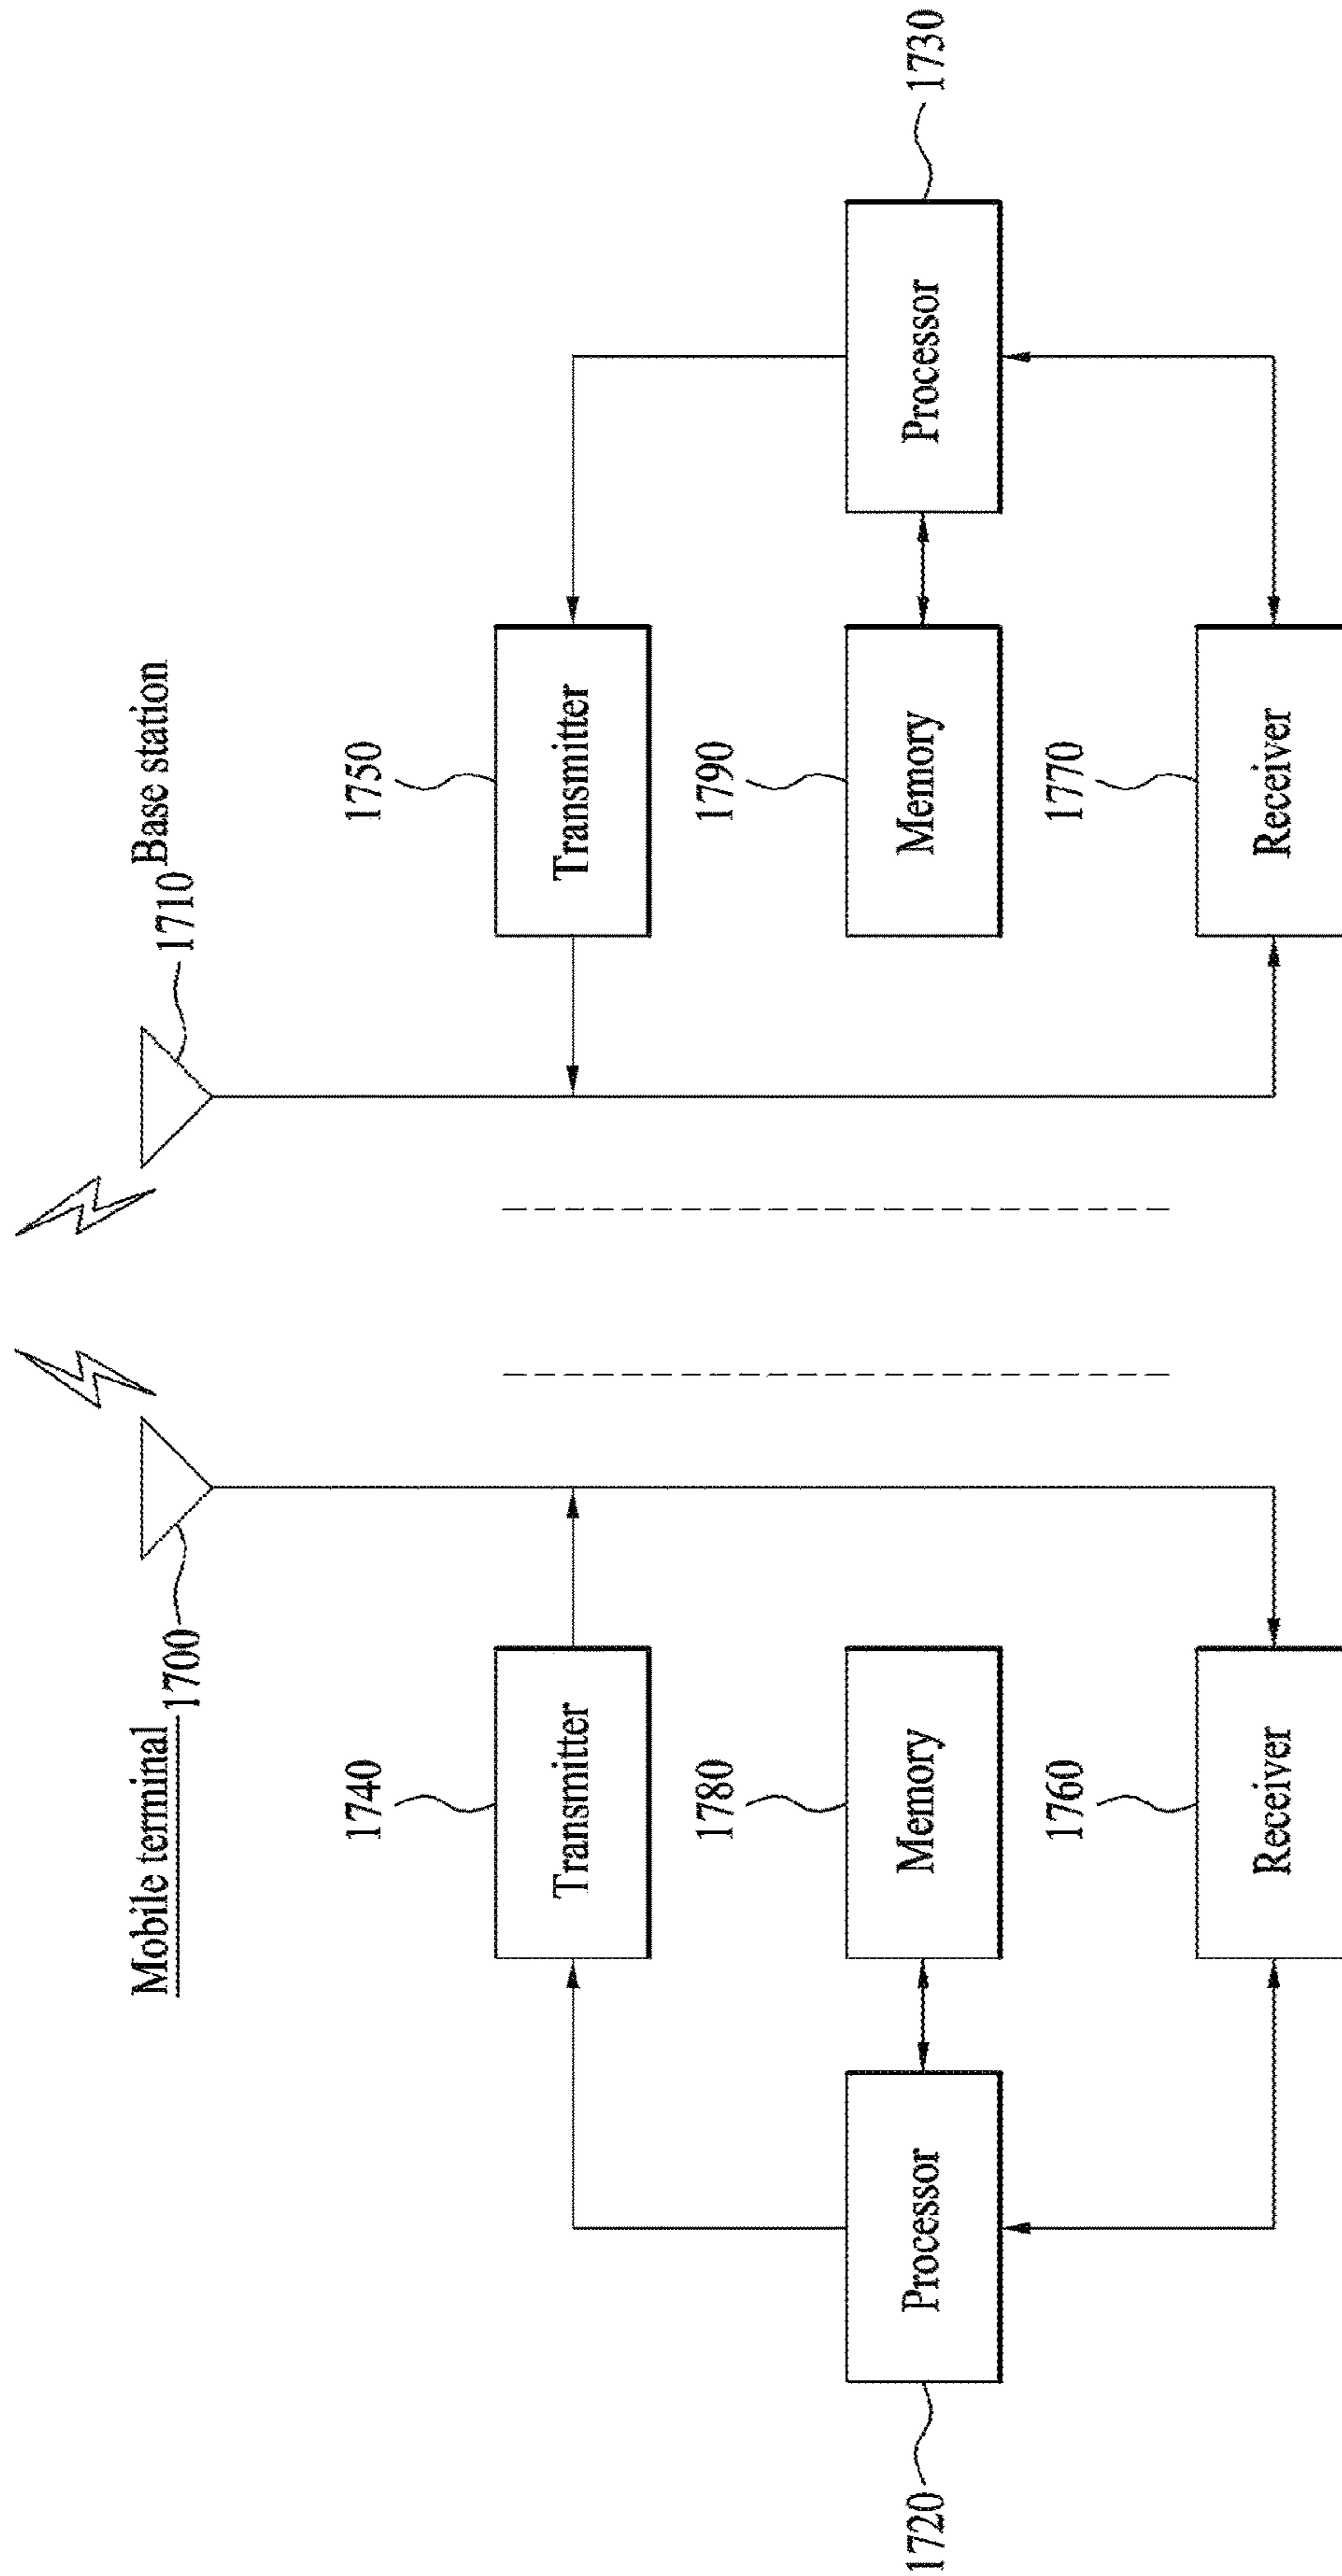 Mobile terminal
1700
1710
Base station
1740
Transmitter
1750
Transmitter
1720
Processor
1780
Memory
1790
Memory
Processor
1730
1760
Receiver
1770
Receiver